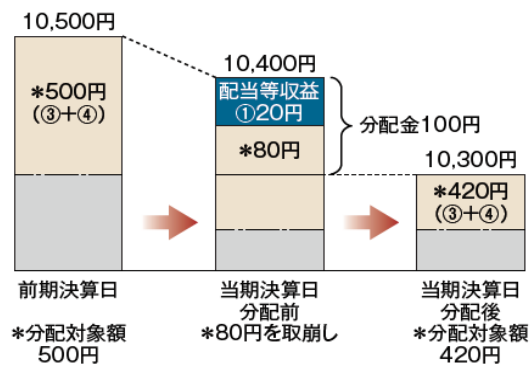 10,500円
*500円
(③+④)
10,400円
配当等収益
①20円
*80円
分配金100円
10,300円
*420円
(③+④)
前期決算日
*分配対象額
500円
当期決算日
分配前
*80円を取崩し
当期決算日
分配後
*分配対象額
420円